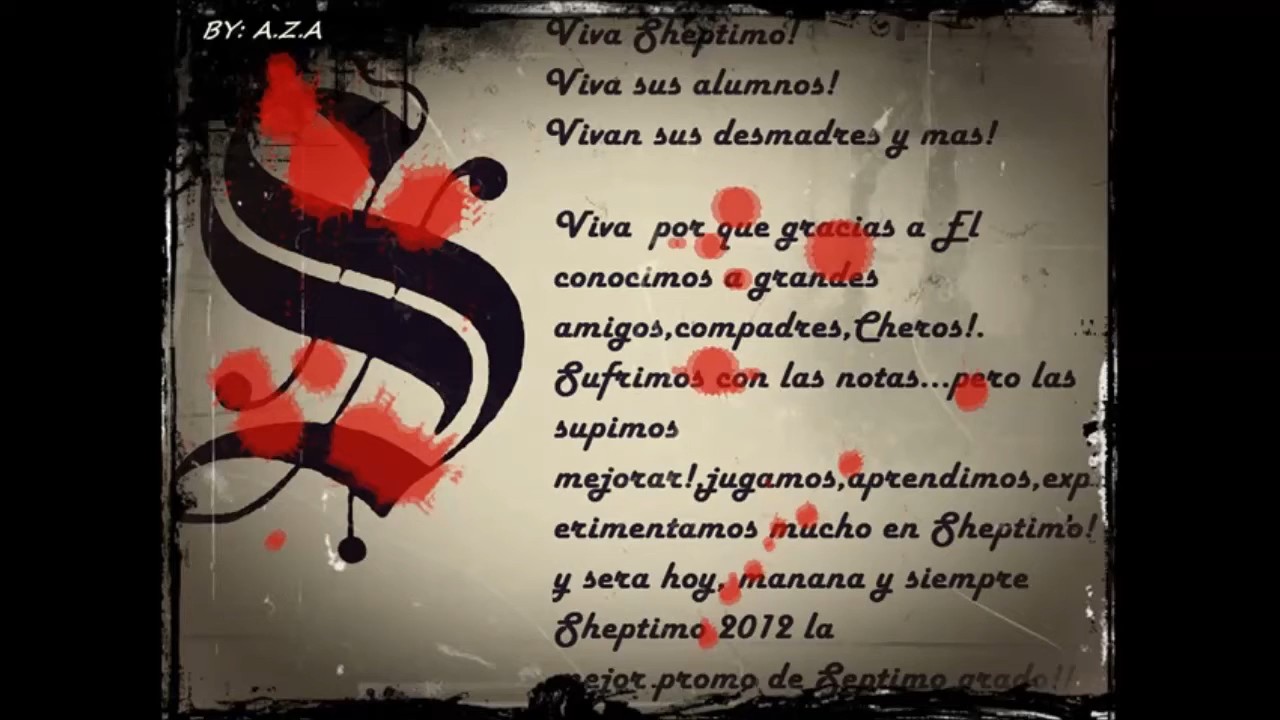 BY: A.Z.A
Viva Sheptimo!
Viva sus alumnos!
Vivan sus desmadres y mas!
Viva por que gracias a El
conocimos a grandes
amigos,compadres,Cheros!.
Sufrimos con las notas...pero las
supimos
mejorar!,jugamos,aprendimos,exp
erimentamos mucho en Sheptimo!
y sera hoy, manana y siempre
Sheptimo 2012 la
mejor promo de Septimo grado!!
S